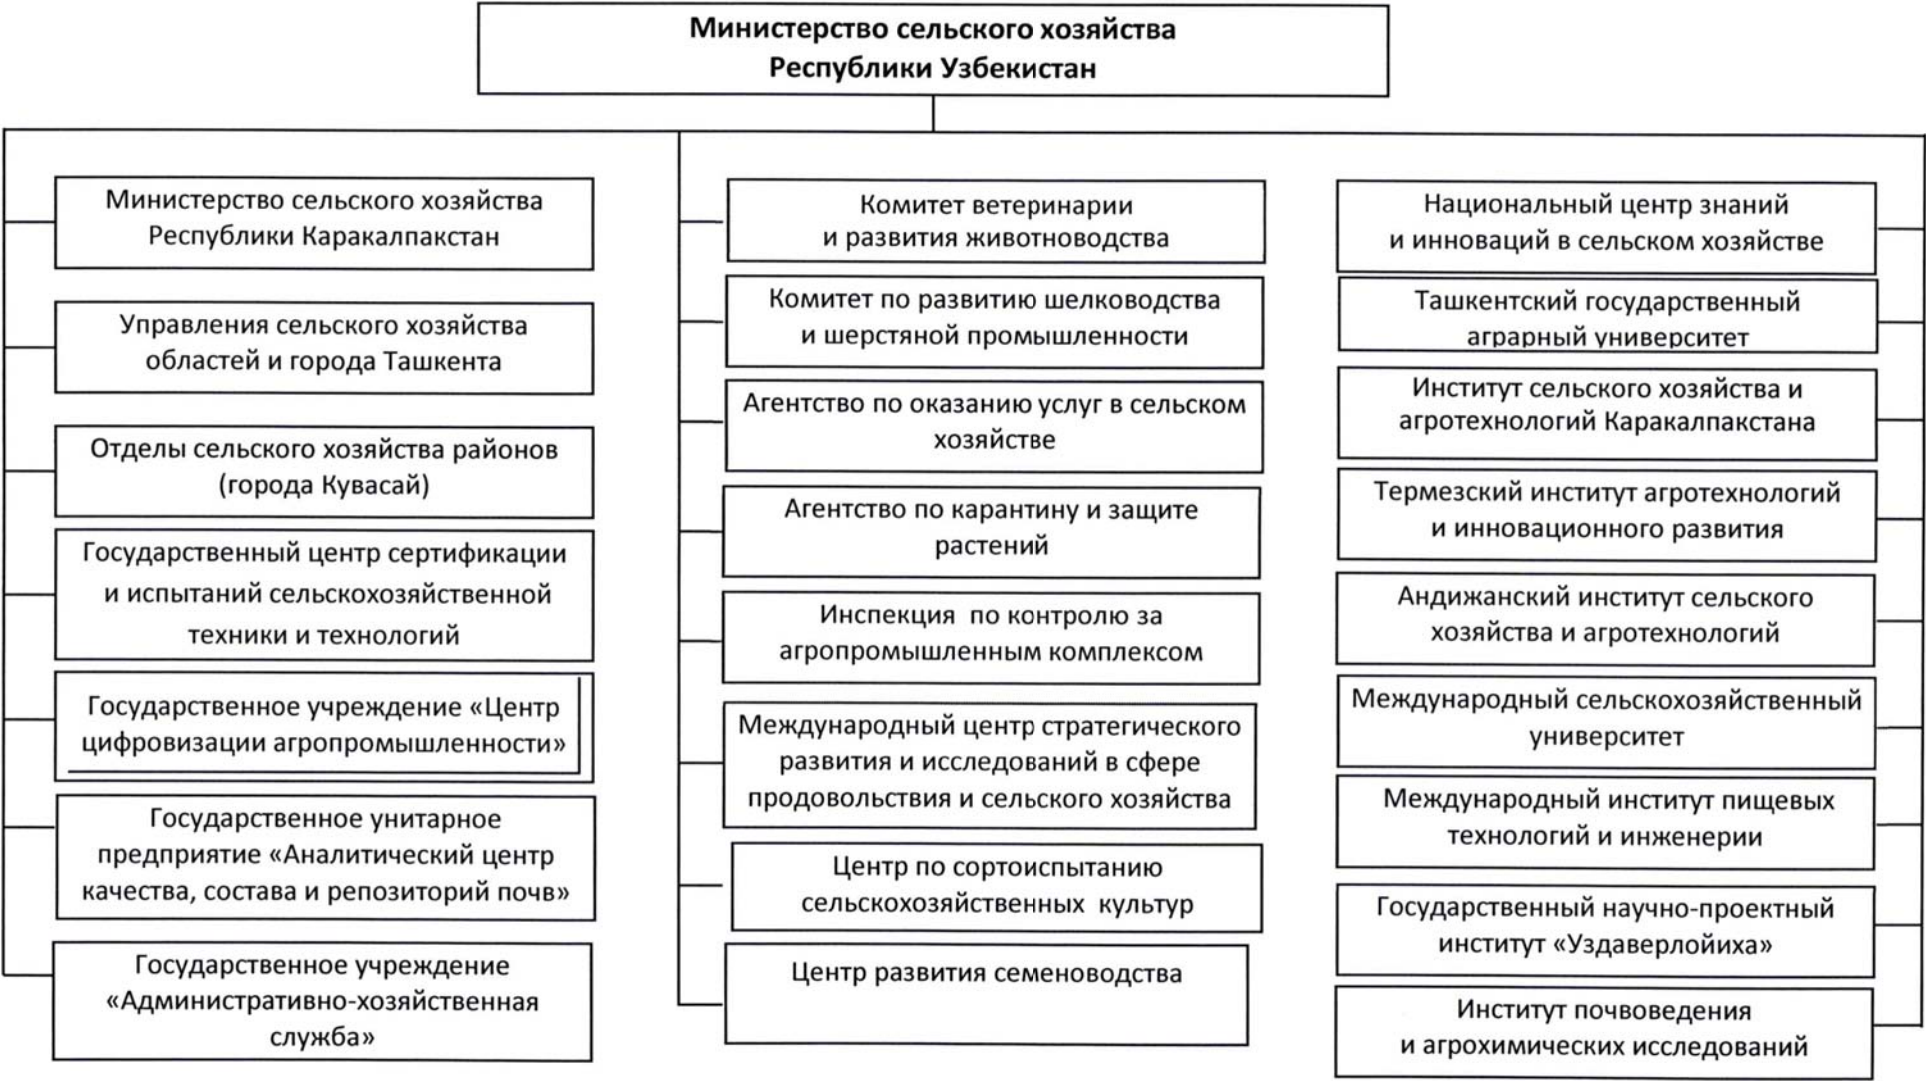 Министерство сельского хозяйства
Республики Узбекистан
Министерство сельского хозяйства
Республики Каракалпакстан
Управления сельского хозяйства
областей и города Ташкента
Отделы сельского хозяйства районов
(города Кувасай)
Государственный центр сертификации
и испытаний сельскохозяйственной
техники и технологий
Государственное учреждение «Центр
цифровизации агропромышленности»
Государственное унитарное
предприятие «Аналитический центр
качества, состава и репозиторий почв»
Государственное учреждение
«Административно-хозяйственная
служба»
Комитет ветеринарии
и развития животноводства
Комитет по развитию шелководства
и шерстяной промышленности
Агентство по оказанию услуг в сельском
хозяйстве
Агентство по карантину и защите
растений
Инспекция по контролю за
агропромышленным комплексом
Международный центр стратегического
развития и исследований в сфере
продовольствия и сельского хозяйства
Центр по сортоиспытанию
сельскохозяйственных культур
Центр развития семеноводства
Национальный центр знаний
и инноваций в сельском хозяйстве
Ташкентский государственный
аграрный университет
Институт сельского хозяйства и
агротехнологий Каракалпакстана
Термезский институт агротехнологий
и инновационного развития
Андижанский институт сельского
хозяйства и агротехнологий
Международный сельскохозяйственный
университет
Международный институт пищевых
технологий и инженерии
Государственный научно-проектный
институт «Уздаверлойиха»
Институт почвоведения
и агрохимических исследований